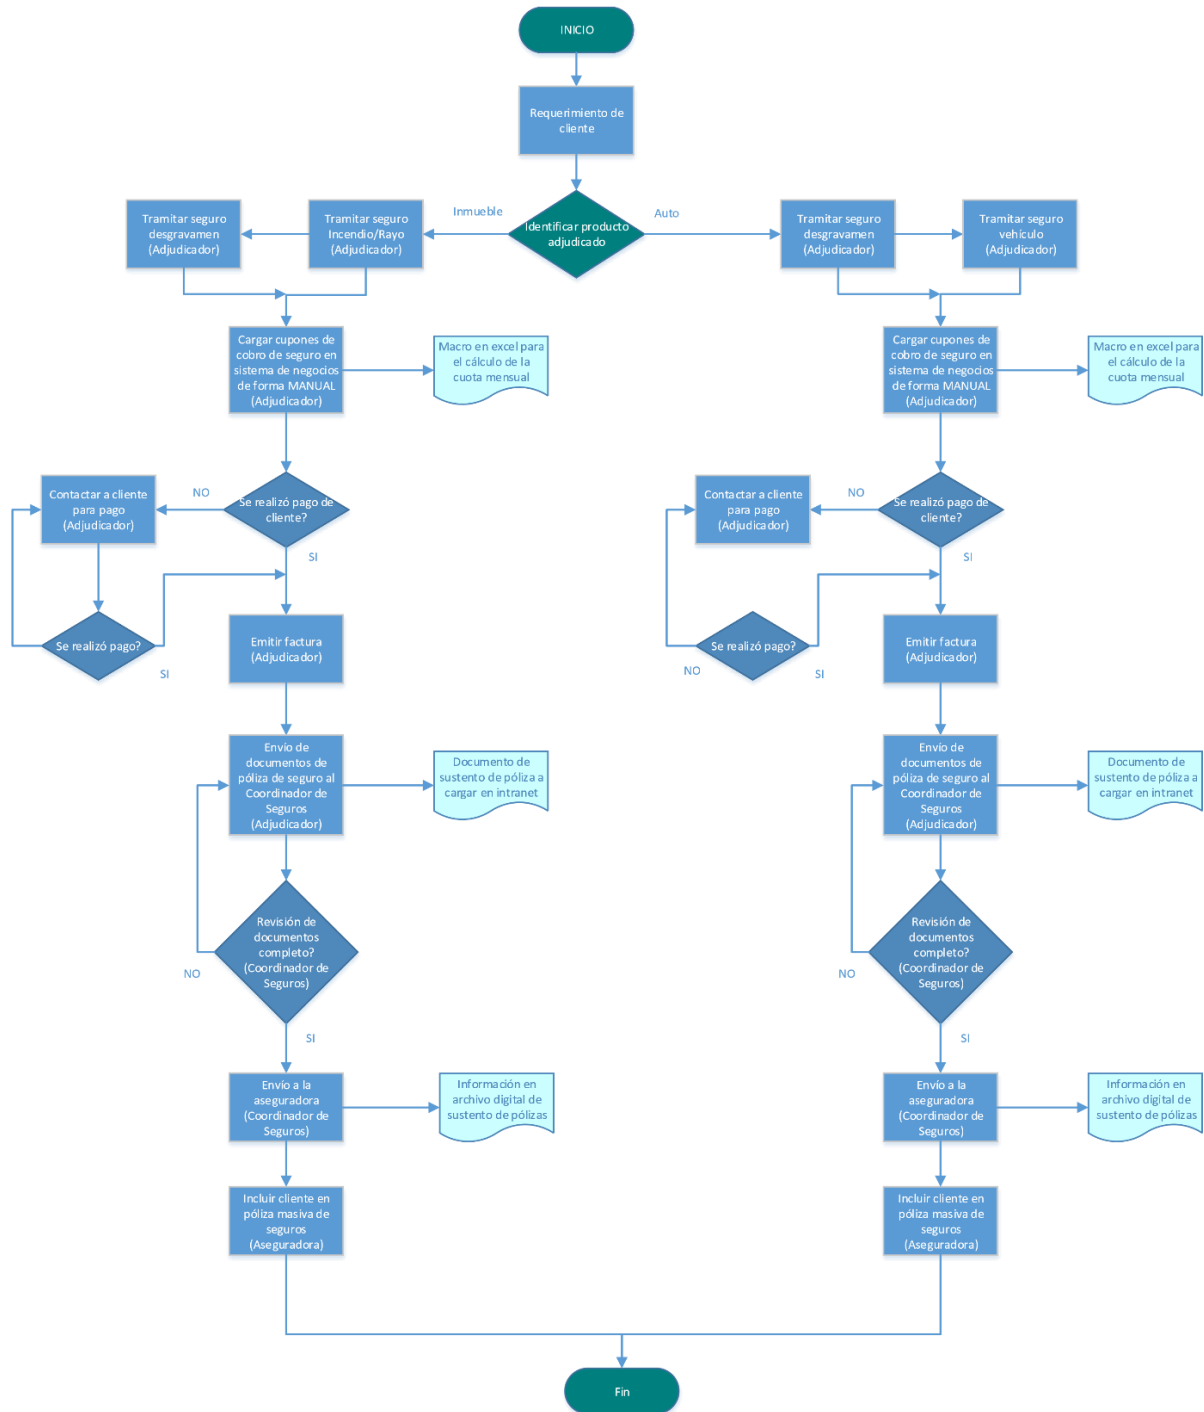 INICIO
Requerimiento de
cliente
Identificar producto
adjudicado
Inmueble
Auto
Tramitar seguro
desgravamen
(Adjudicador)
Tramitar seguro
Incendio/Rayo
(Adjudicador)
Tramitar seguro
desgravamen
(Adjudicador)
Tramitar seguro
vehículo
(Adjudicador)
Cargar cupones de
cobro de seguro en
sistema de negocios
de forma MANUAL
(Adjudicador)
Macro en excel para
el cálculo de la
cuota mensual
Cargar cupones de
cobro de seguro en
sistema de negocios
de forma MANUAL
(Adjudicador)
Macro en excel para
el cálculo de la
cuota mensual
Contactar a cliente
para pago
(Adjudicador)
NO
Se realizó pago de
cliente?
SI
Contactar a cliente
para pago
(Adjudicador)
NO
Se realizó pago de
cliente?
SI
Se realizó pago?
SI
Emitir factura
(Adjudicador)
Se realizó pago?
NO
SI
Emitir factura
(Adjudicador)
Envío de
documentos de
póliza de seguro al
Coordinador de
Seguros
(Adjudicador)
Documento de
sustento de póliza a
cargar en intranet
Envío de
documentos de
póliza de seguro al
Coordinador de
Seguros
(Adjudicador)
Documento de
sustento de póliza a
cargar en intranet
Revisión de
documentos
completo?
(Coordinador de
Seguros)
NO
SI
Revisión de
documentos
completo?
(Coordinador de
Seguros)
NO
SI
Envío a la
aseguradora
(Coordinador de
Seguros)
Información en
archivo digital de
sustento de pólizas
Envío a la
aseguradora
(Coordinador de
Seguros)
Información en
archivo digital de
sustento de pólizas
Incluir cliente en
póliza masiva de
seguros
(Aseguradora)
Incluir cliente en
póliza masiva de
seguros
(Aseguradora)
Fin